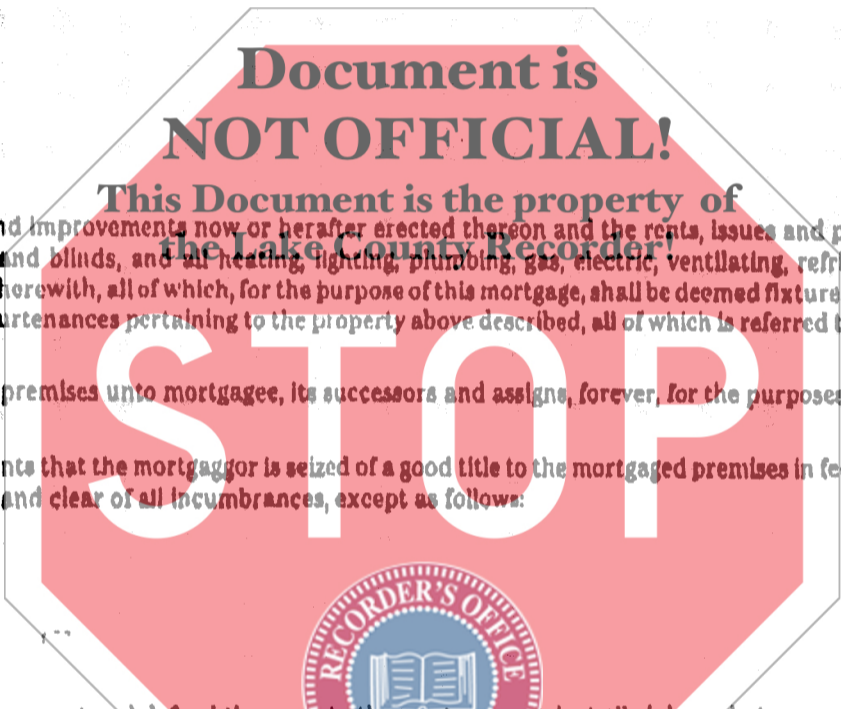 Document is
NOT OFFICIAL!
This Document is the property of
nd improvements now or herafter erected thereon and the rents, issues and p
the Lake County Recorder!
and blinds, and all heating, lighting, plumbing, gas, electric, ventilating, refri
herewith, all of which, for the purpose of this mortgage, shall be deemed fixture
urtenances pertaining to the property above described, all of which is referred t
STOP
premises unto mortgagee, its successors and assigns, forever, for the purposes
nts that the mortgaggor is seized of a good title to the mortgaged premises in fe
and clear of all incumbrances, except as follows:
RECORDER'S OFFICE